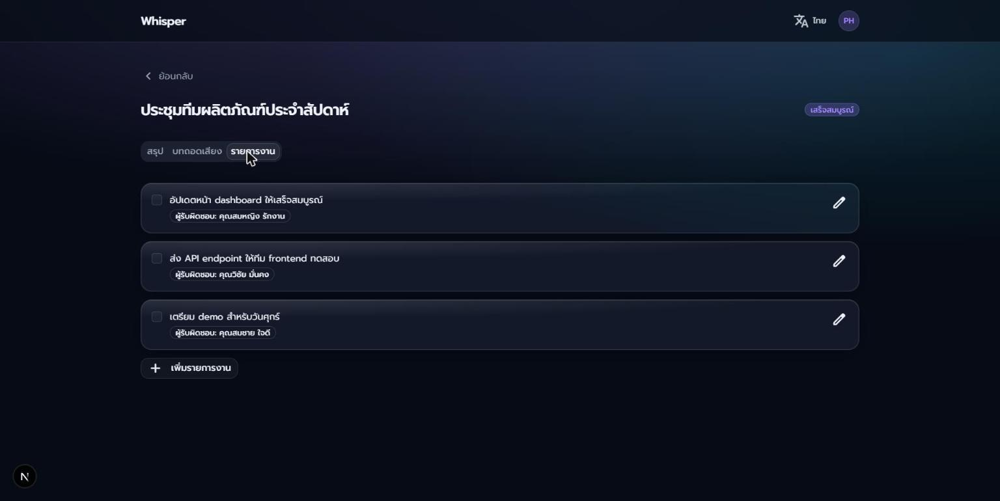 Whisper
ไทย
PH
ย้อนกลับ
ประชุมทีมผลิตภัณฑ์ประจำสัปดาห์
เสร็จสมบูรณ์
สรุป
บทถอดเสียง
รายการงาน
อัปเดตหน้า dashboard ให้เสร็จสมบูรณ์
ผู้รับผิดชอบ: คุณสมหญิง รักงาน
ส่ง API endpoint ให้ทีม frontend ทดสอบ
ผู้รับผิดชอบ: คุณวิชัย มั่นคง
เตรียม demo สำหรับวันศุกร์
ผู้รับผิดชอบ: คุณสมชาย ใจดี
เพิ่มรายการงาน
N